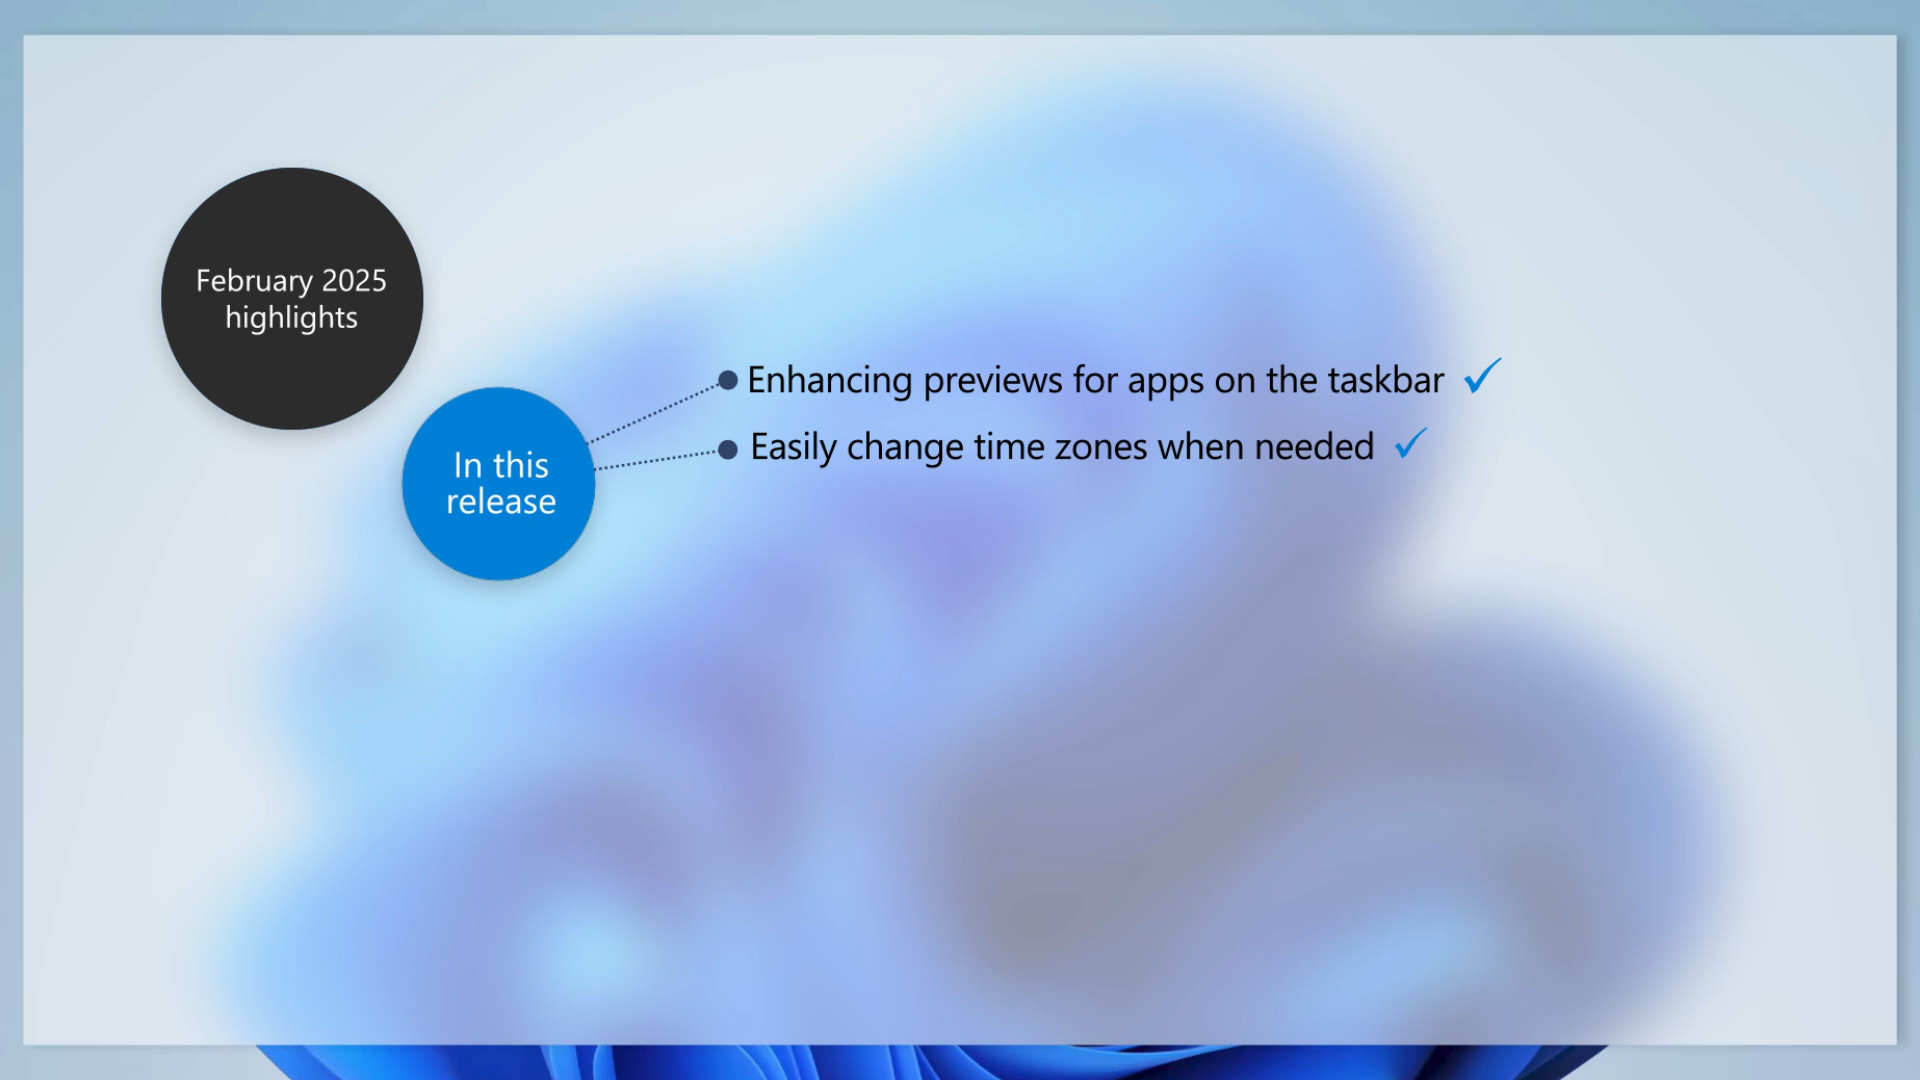 February 2025
highlights
In this
release
Enhancing previews for apps on the taskbar
Easily change time zones when needed